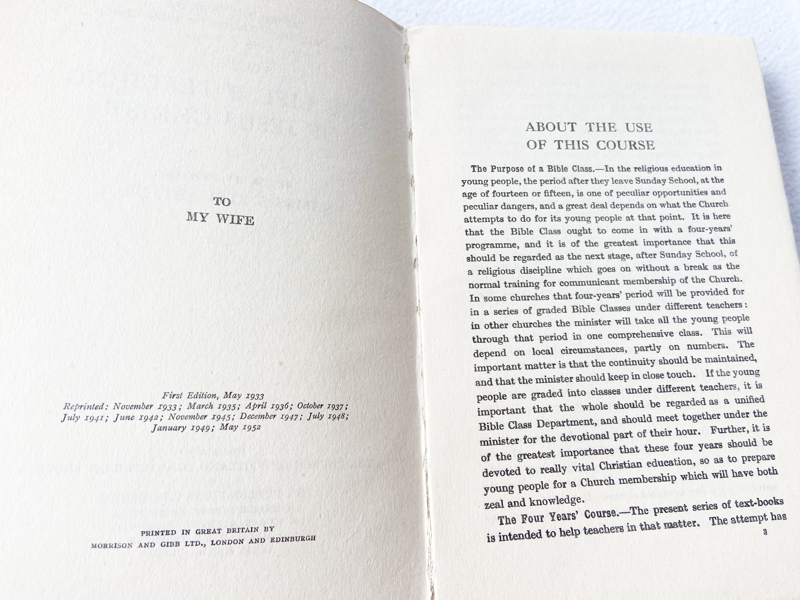 TO
MY WIFE
First Edition, May 1933
Reprinted: November 1933; March 1935; April 1936; October 1937;
July 1941; June 1942; November 1945; December 1947; July 1948;
January 1949; May 1952
PRINTED IN GREAT BRITAIN BY
MORRISON AND GIBB LTD., LONDON AND EDINBURGH
ABOUT THE USE
OF THIS COURSE
The Purpose of a Bible Class.—In the religious education in
young people, the period after they leave Sunday School, at the
age of fourteen or fifteen, is one of peculiar opportunities and
peculiar dangers, and a great deal depends on what the Church
attempts to do for its young people at that point. It is here
that the Bible Class ought to come in with a four-years'
programme, and it is of the greatest importance that this
should be regarded as the next stage, after Sunday School, of
a religious discipline which goes on without a break as the
normal training for communicant membership of the Church.
In some churches that four-years' period will be provided for
in a series of graded Bible Classes under different teachers:
in other churches the minister will take all the young people
through that period in one comprehensive class. This will
depend on local circumstances, partly on numbers. The
important matter is that the continuity should be maintained,
and that the minister should keep in close touch. If the young
people are graded into classes under different teachers, it is
important that the whole should be regarded as a unified
Bible Class Department, and should meet together under the
minister for the devotional part of their hour. Further, it is
of the greatest importance that these four years should be
devoted to really vital Christian education, so as to prepare
young people for a Church membership which will have both
zeal and knowledge.
The Four Years' Course.—The present series of text-books
is intended to help teachers in that matter. The attempt has
3